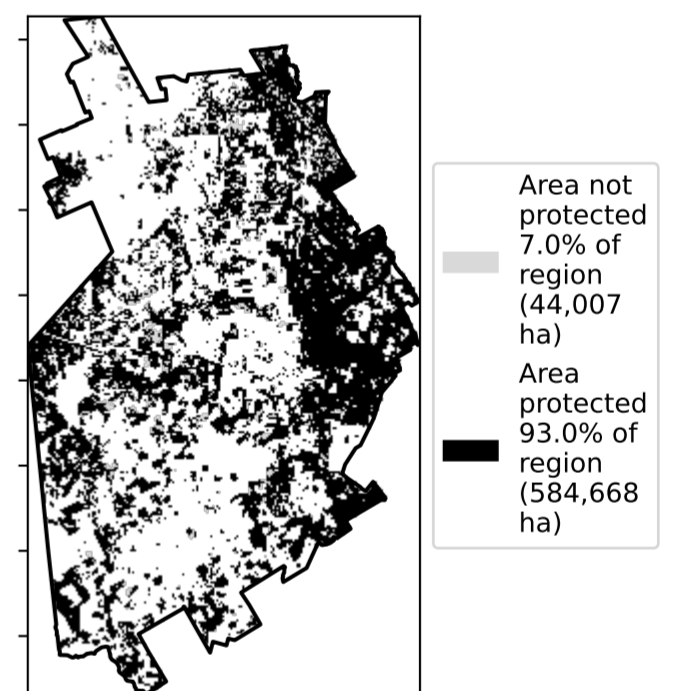 Area not
protected
7.0% of
region
(44,007
ha)
Area
protected
93.0% of
region
(584,668
ha)